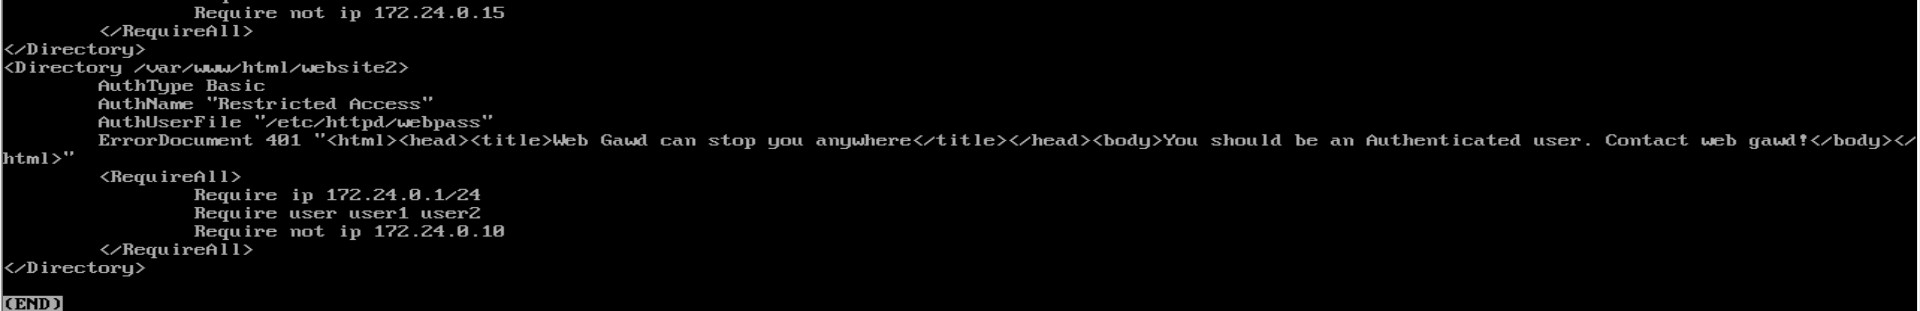 Require not ip 172.24.0.15
</RequireAll>
</Directory>
<Directory /var/www/html/website2>
AuthType Basic
AuthName "Restricted Access"
AuthUserFile "/etc/httpd/webpass"
ErrorDocument 401 "<html><head><title>Web Gawd can stop you anywhere</title></head><body>You should be an Authenticated user. Contact web gawd!</body></
html>"
<RequireAll>
Require ip 172.24.0.1/24
Require user user1 user2
Require not ip 172.24.0.10
</RequireAll>
</Directory>
(END)